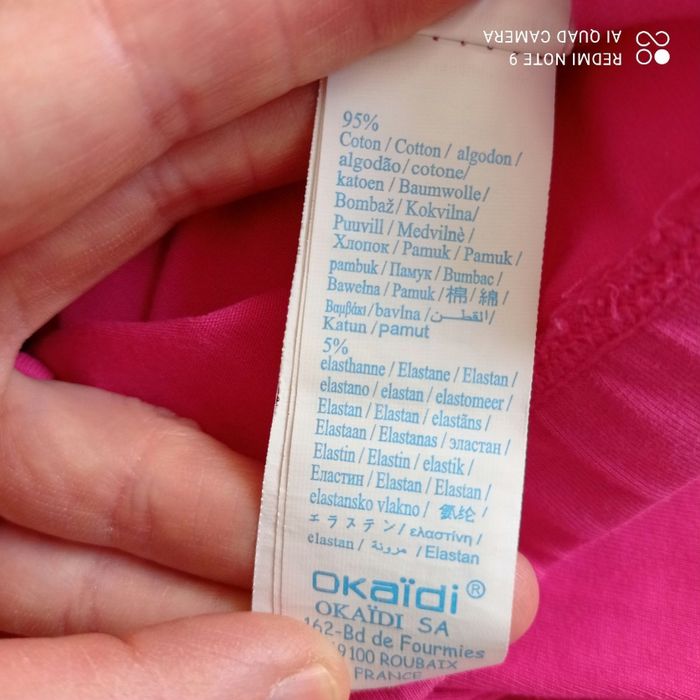 REDMI NOTE 9
AI QUAD CAMERA
95%
Coton / Cotton / algodon /
algodão / cotone/
katoen / Baumwolle/
Bombaž / Kokvilna/
Puuvill / Medvilnè /
Хлопок / Pamuk / Pamuk /
pambuk / Памук / Bumbac /
Bawełna / Pamuk / 棉 / 綿 /
Βαμβάκι / bavlna / القطــن/
Katun / pamut
5%
elasthanne / Elastane / Elastan /
elastano / elastan / elastomeer /
Elastan / Elastan / elastāns /
Elastaan / Elastanas / эластан /
Elastin / Elastin / elastik /
Еластин / Elastan / Elastan /
elastansko vlakno / 氨纶 /
エラステン / ελαστίνη /
elastan / مرونة / Elastan
OKaïdi®
OKAÏDI SA
162-Bd de Fourmies
59100 ROUBAIX
FRANCE